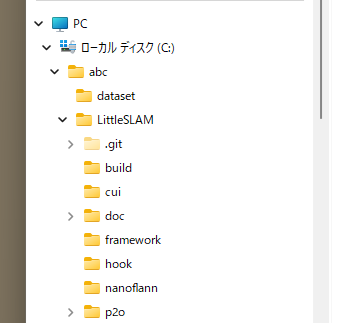 PC
ローカル ディスク (C:)
abc
dataset
LittleSLAM
.git
build
cui
doc
framework
hook
nanoflann
p2o